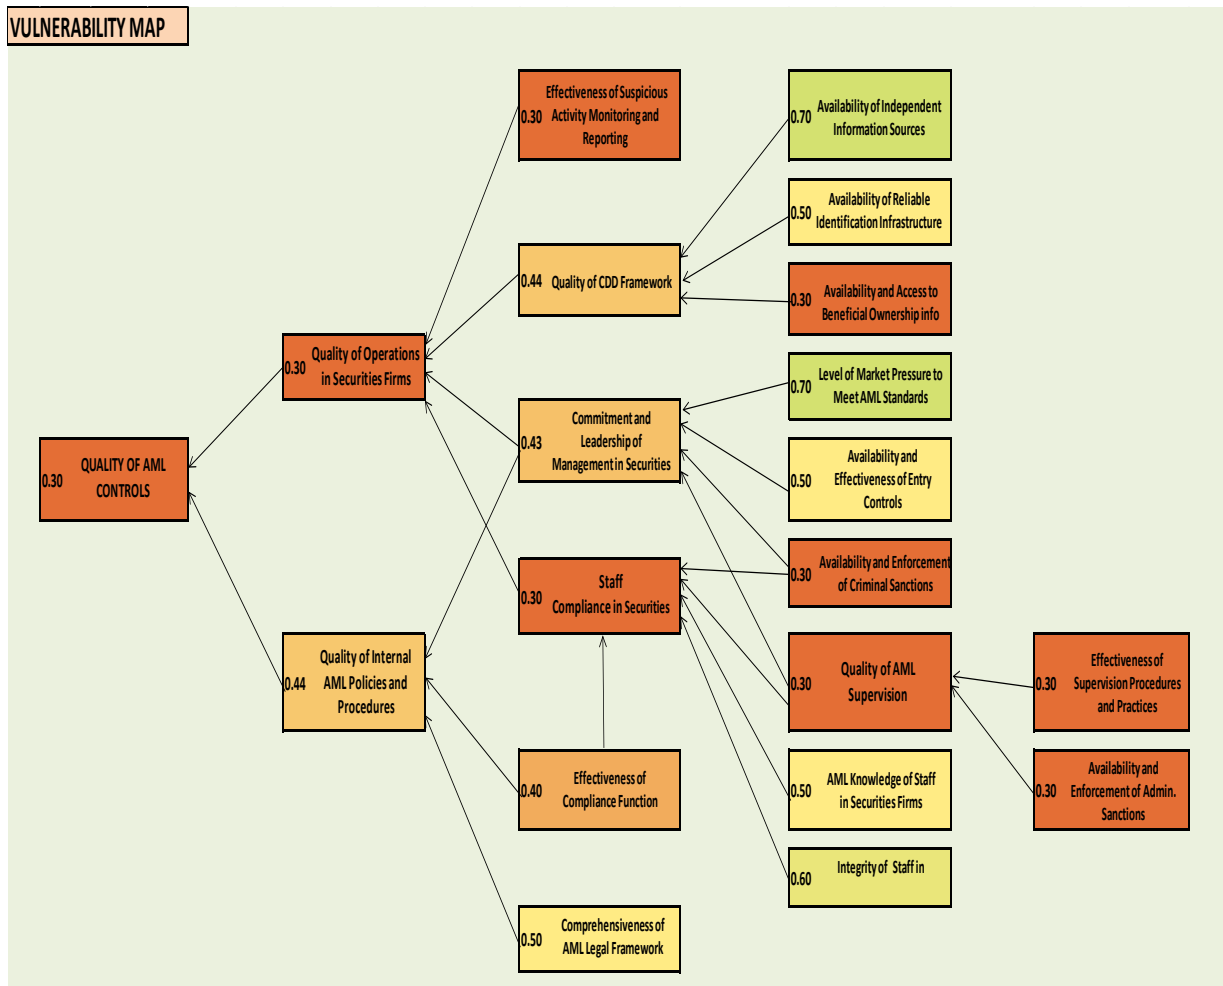 VULNERABILITY MAP
0.30
Effectiveness of Suspicious
Activity Monitoring and
Reporting
0.70
Availability of Independent
Information Sources
0.50
Availability of Reliable
Identification Infrastructure
0.44
Quality of CDD Framework
0.30
Availability and Access to
Beneficial Ownership info
0.30
Quality of Operations
in Securities Firms
0.70
Level of Market Pressure to
Meet AML Standards
0.43
Commitment and
Leadership of
Management in Securities
0.50
Availability and
Effectiveness of Entry
Controls
0.30
QUALITY OF AML
CONTROLS
0.30
Availability and Enforcement
of Criminal Sanctions
0.30
Staff
Compliance in Securities
0.44
Quality of Internal
AML Policies and
Procedures
0.30
Quality of AML
Supervision
0.30
Effectiveness of
Supervision Procedures
and Practices
0.40
Effectiveness of
Compliance Function
0.50
AML Knowledge of Staff
in Securities Firms
0.30
Availability and
Enforcement of Admin.
Sanctions
0.60
Integrity of Staff in
0.50
Comprehensiveness of
AML Legal Framework